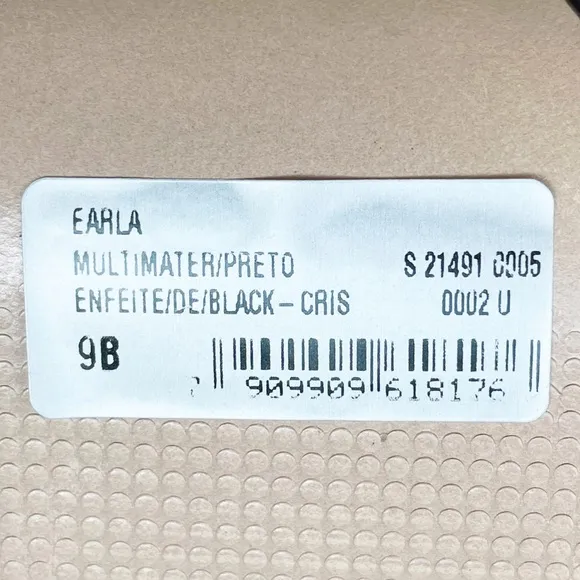 EARLA
MULTIMATER/PRETO S 21491 0005
ENFEITE/DE/BLACK-CRIS 0002 U
9B
7 909909 618176